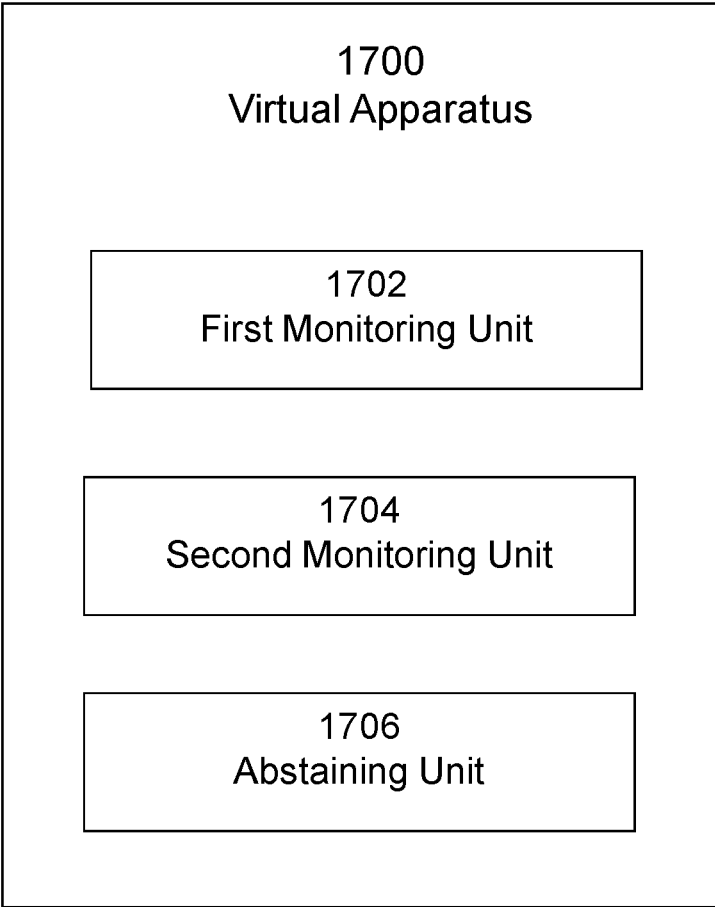 1700
Virtual Apparatus
1702
First Monitoring Unit
1704
Second Monitoring Unit
1706
Abstaining Unit